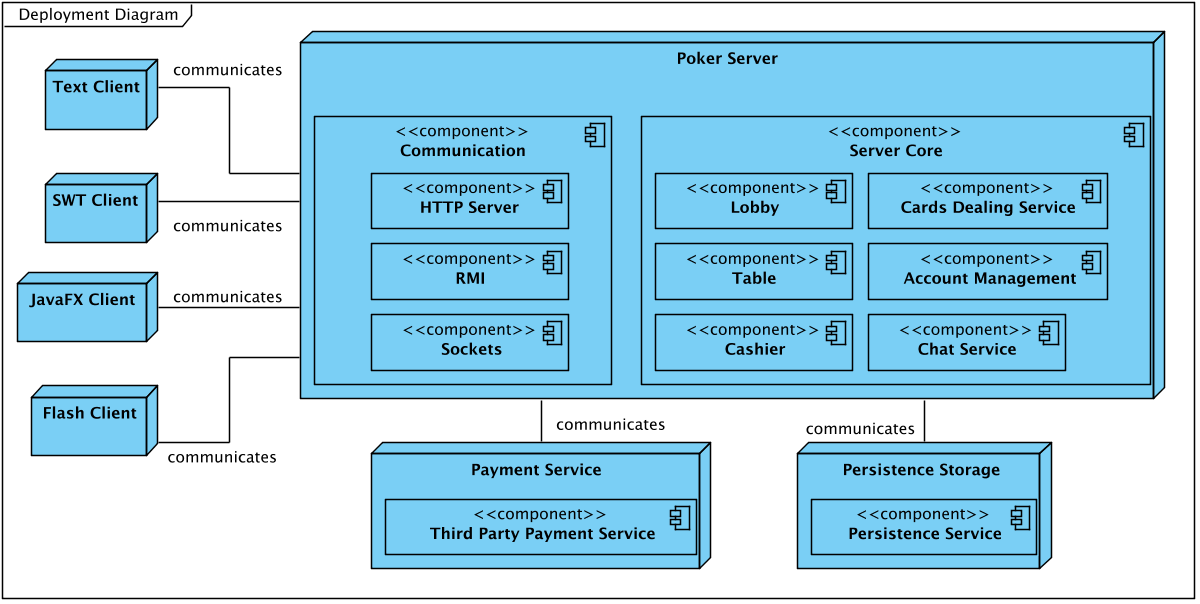 Deployment Diagram
Text Client
communicates
SWT Client
communicates
JavaFX Client
communicates
Flash Client
communicates
Poker Server
<<component>>
Communication
<<component>>
HTTP Server
<<component>>
RMI
<<component>>
Sockets
<<component>>
Server Core
<<component>>
Lobby
<<component>>
Cards Dealing Service
<<component>>
Table
<<component>>
Account Management
<<component>>
Cashier
<<component>>
Chat Service
communicates
communicates
Payment Service
<<component>>
Third Party Payment Service
Persistence Storage
<<component>>
Persistence Service